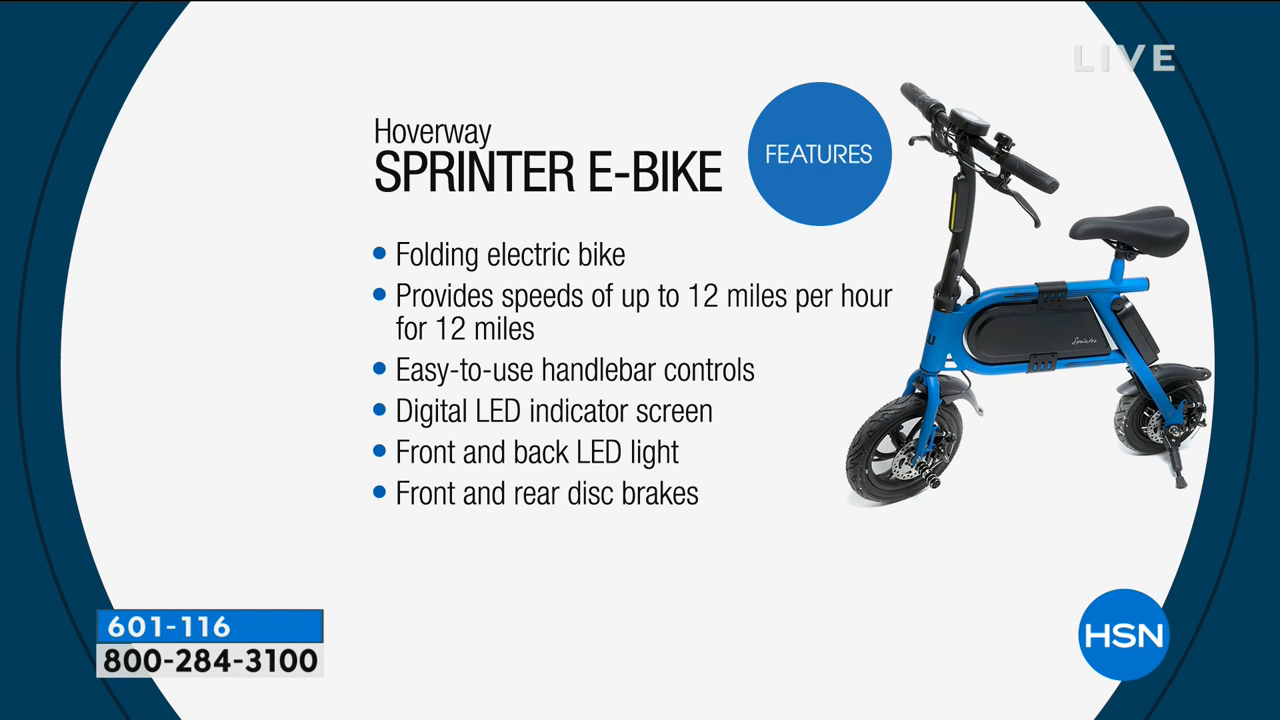 LIVE
Hoverway
SPRINTER E-BIKE
FEATURES
• Folding electric bike
• Provides speeds of up to 12 miles per hour
for 12 miles
• Easy-to-use handlebar controls
• Digital LED indicator screen
• Front and back LED light
• Front and rear disc brakes
Sprinter
601-116
800-284-3100
HSN